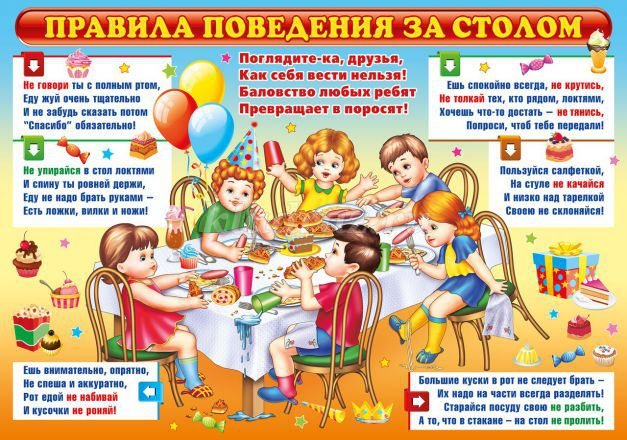 ПРАВИЛА ПОВЕДЕНИЯ ЗА СТОЛОМ
Поглядите-ка, друзья,
Как себя вести нельзя!
Баловство любых ребят
Превращает в поросят!
Не говори ты с полным ртом,
Еду жуй очень тщательно
И не забудь сказать потом
"Спасибо" обязательно!
Ешь спокойно всегда, не крутись,
Не толкай тех, кто рядом, локтями,
Хочешь что-то достать – не тянись,
Попроси, чтоб тебе передали!
Не упирайся в стол локтями
И спину ты ровней держи,
Еду не надо брать руками –
Есть ложки, вилки и ножи!
Пользуйся салфеткой,
На стуле не качайся
И низко над тарелкой
Своею не склоняйся!
Ешь внимательно, опрятно,
Не спеша и аккуратно,
Рот едой не набивай
И кусочки не роняй!
Большие куски в рот не следует брать –
Их надо на части всегда разделять!
Старайся посуду свою не разбить,
А то, что в стакане – на стол не пролить!